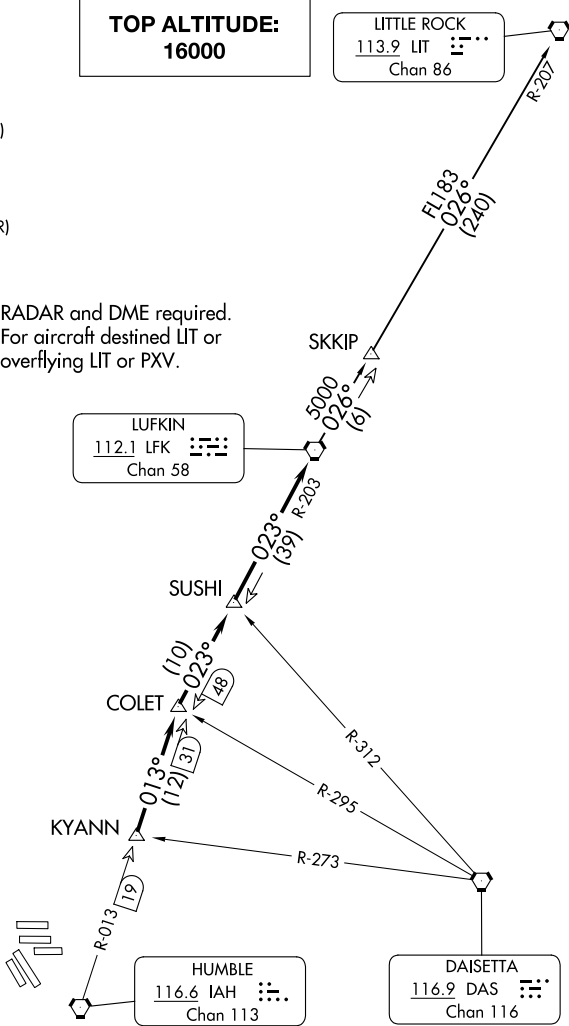 TOP ALTITUDE:
16000
LITTLE ROCK
113.9 LIT
Chan 86
R-207
)
FL183
026°
(240)
R)
RADAR and DME required.
For aircraft destined LIT or
overflying LIT or PXV.
SKKIP
5000
026°
(6)
LUFKIN
112.1 LFK
Chan 58
R-203
023°
(39)
SUSHI
(10)
023°
48
COLET
R-312
31
013°
(12)
R-295
KYANN
R-273
19
R-013
HUMBLE
116.6 IAH
Chan 113
DAISETTA
116.9 DAS
Chan 116